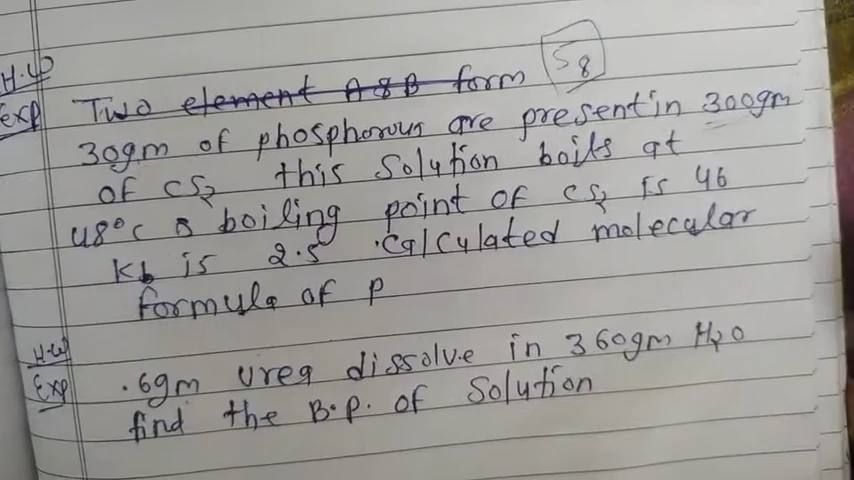 H.W
Exp Two element A & B form S8
30gm of phosphorous are present in 300gm
of CS2 this Solution boils at
48°C & boiling point of CS2 is 46
Kb is 2.5 .Calculated molecular
formula of P
H.W
Exp .6gm urea dissolve in 360gm H2O
find the B.P. of Solution